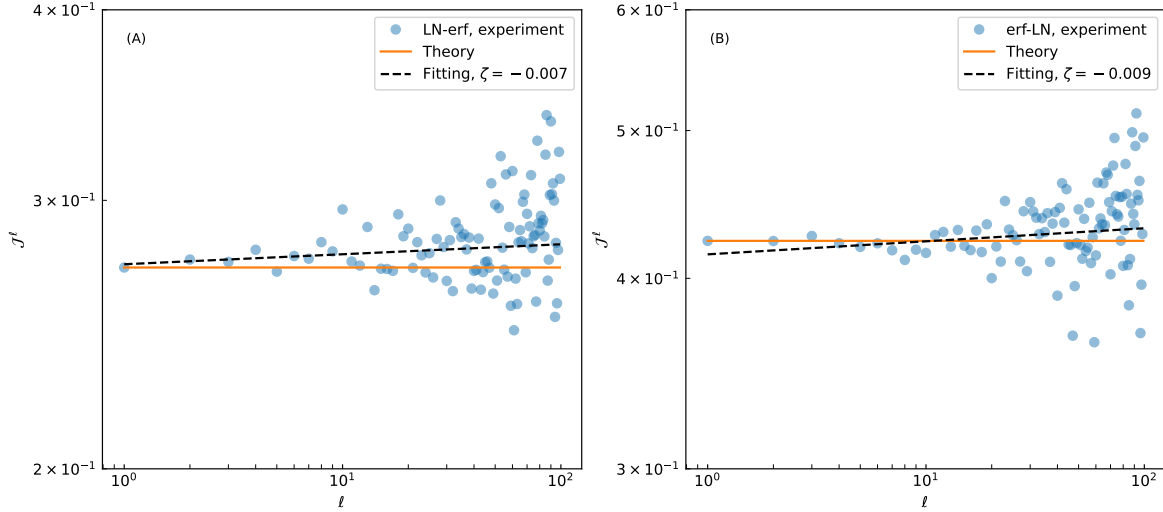 4 × 10⁻¹
3 × 10⁻¹
2 × 10⁻¹
𝒥^ℓ
(A)
LN-erf, experiment
Theory
Fitting, ζ = −0.007
10⁰
10¹
10²
ℓ
6 × 10⁻¹
5 × 10⁻¹
4 × 10⁻¹
3 × 10⁻¹
𝒥^ℓ
(B)
erf-LN, experiment
Theory
Fitting, ζ = −0.009
10⁰
10¹
10²
ℓ